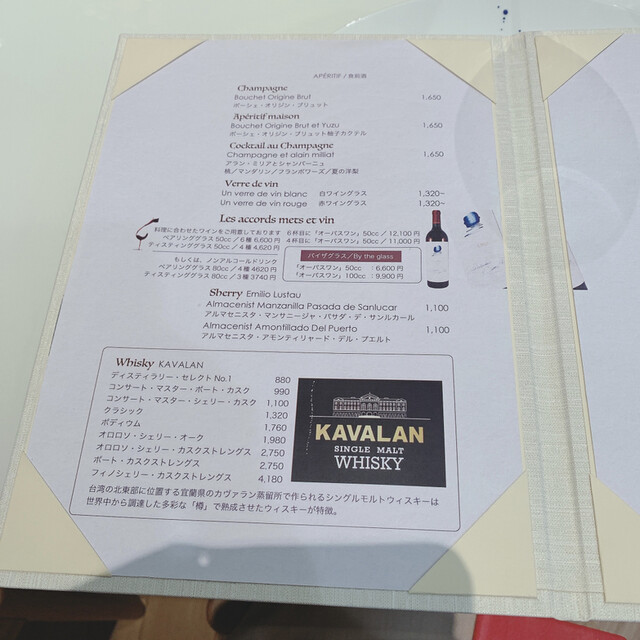 APÉRITIF / 食前酒
Champagne
Bouchet Origine Brut 1,650
ボーシェ・オリジン・ブリュット
Apéritif maison
Bouchet Origine Brut et Yuzu 1,650
ボーシェ・オリジン・ブリュット柚子カクテル
Cocktail au Champagne
Champagne et alain milliat 1,650
アラン・ミリアとシャンパーニュ
桃／マンダリン／フランボワーズ／夏の洋梨
Verre de vin
Un verre de vin blanc 白ワイングラス 1,320~
Un verre de vin rouge 赤ワイングラス 1,320~
Les accords mets et vin
料理に合わせたワインをご用意しております
ペアリンググラス 50cc／6種 6,600円
ティスティンググラス 50cc／4種 4,620円
もしくは、ノンアルコールドリンク
ペアリンググラス 80cc／4種 4620円
ティスティンググラス 80cc／3種 3740円
6杯目に「オーパスワン」50cc／12,100円
4杯目に「オーパスワン」50cc／11,000円
バイザグラス／By the glass
「オーパスワン」 50cc ：6,600円
「オーパスワン」 100cc ：9,900円
Sherry Emilio Lustau
Almacenist Manzanilla Pasada de Sanlucar 1,100
アルマセニスタ・マンサニージャ・パサダ・デ・サンルカール
Almacenist Amontillado Del Puerto 1,100
アルマセニスタ・アモンティリャード・デル・プエルト
Whisky KAVALAN
ディスティラリー・セレクト No.1 880
コンサート・マスター・ポート・カスク 990
コンサート・マスター・シェリー・カスク 1,100
クラシック 1,320
ポディウム 1,760
オロロソ・シェリー・オーク 1,980
オロロソ・シェリー・カスクストレングス 2,750
ポート・カスクストレングス 2,750
フィノシェリー・カスクストレングス 4,180
KAVALAN
SINGLE MALT
WHISKY
台湾の北東部に位置する宜蘭県のカヴァラン蒸留所で作られるシングルモルトウィスキーは
世界中から調達した多彩な「樽」で熟成させたウィスキーが特徴。